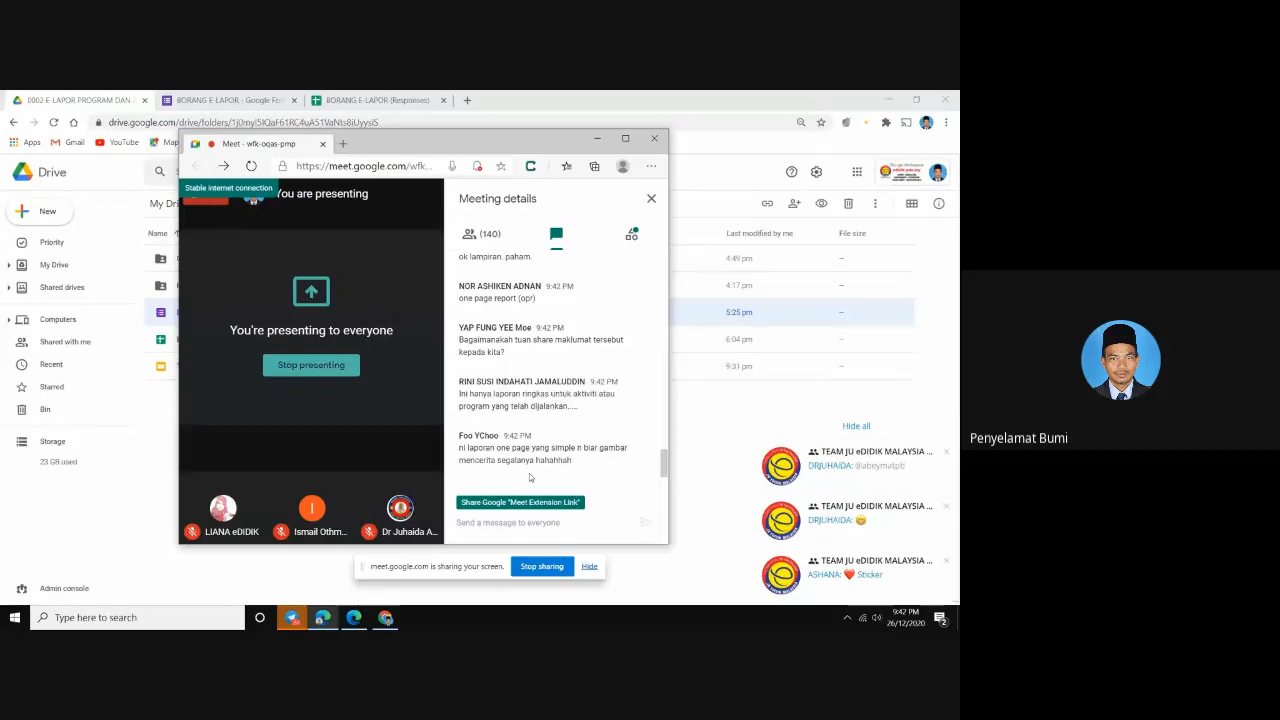 0002 E-LAPOR PROGRAM DAN
BORANG E-LAPOR - Google For
BORANG E-LAPOR (Responses)
drive.google.com/drive/folders/1j0myI5IQaF61RC4uA51VaNts8iUyysiS
Apps
Gmail
YouTube
Map
Meet - wfk-oqas-pmp
https://meet.google.com/wfk...
Drive
Stable internet connection
You are presenting
Meeting details
New
My Dri
(140)
Priority
Name
Last modified by me
File size
ok lampiran. paham.
4:49 pm
–
My Drive
NOR ASHIKEN ADNAN 9:42 PM
one page report (opr)
4:17 pm
–
Shared drives
5:25 pm
–
Computers
YAP FUNG YEE Moe 9:42 PM
Bagaimanakah tuan share maklumat tersebut
kepada kita?
You're presenting to everyone
Shared with me
6:04 pm
–
Stop presenting
Recent
9:31 pm
–
RINI SUSI INDAHATI JAMALUDDIN 9:42 PM
Ini hanya laporan ringkas untuk aktiviti atau
program yang telah dijalankan.....
Starred
Bin
Hide all
Foo YChoo 9:42 PM
ni laporan one page yang simple n biar gambar
mencerita segalanya hahahhah
Storage
23 GB used
TEAM JU eDIDIK MALAYSIA ...
DRJUHAIDA: @abeymatpb
Share Google "Meet Extension Link"
Send a message to everyone
TEAM JU eDIDIK MALAYSIA ...
DRJUHAIDA: 😁
LIANA eDIDIK
I
Ismail Othm...
Dr Juhaida A...
TEAM JU eDIDIK MALAYSIA ...
ASHANA: ❤️ Sticker
meet.google.com is sharing your screen.
Stop sharing
Hide
Admin console
Type here to search
9:42 PM
26/12/2020
2
Penyelamat Bumi